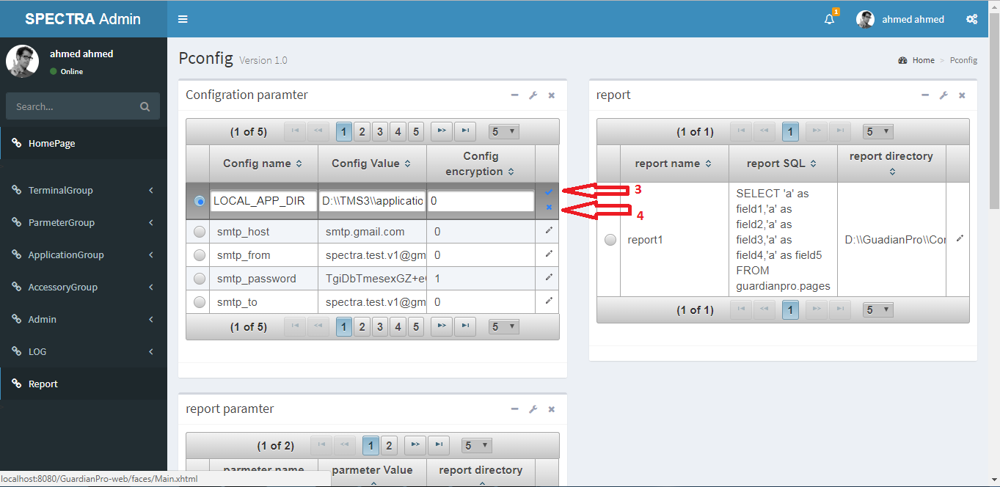 SPECTRA Admin
1
ahmed ahmed
ahmed ahmed
Online
Search...
HomePage
TerminalGroup
ParmeterGroup
ApplicationGroup
AccessoryGroup
Admin
LOG
Report
Pconfig Version 1.0
Home > Pconfig
Configration paramter
(1 of 5) 1 2 3 4 5 5
Config name Config Value Config encryption
LOCAL_APP_DIR D:\\TMS3\\applicatio 0
3
4
smtp_host smtp.gmail.com 0
smtp_from spectra.test.v1@gm 0
smtp_password TgiDbTmesexGZ+e 1
smtp_to spectra.test.v1@gm 0
(1 of 5) 1 2 3 4 5 5
report
(1 of 1) 1 5
report name report SQL report directory
report1
SELECT 'a' as
field1,'a' as
field2,'a' as
field3,'a' as
field4,'a' as field5
FROM
guardianpro.pages
D:\\GuadianPro\\Cor
(1 of 1) 1 5
report paramter
(1 of 2) 1 2 5
parmeter name parmeter Value report directory
localhost:8080/GuardianPro-web/faces/Main.xhtml